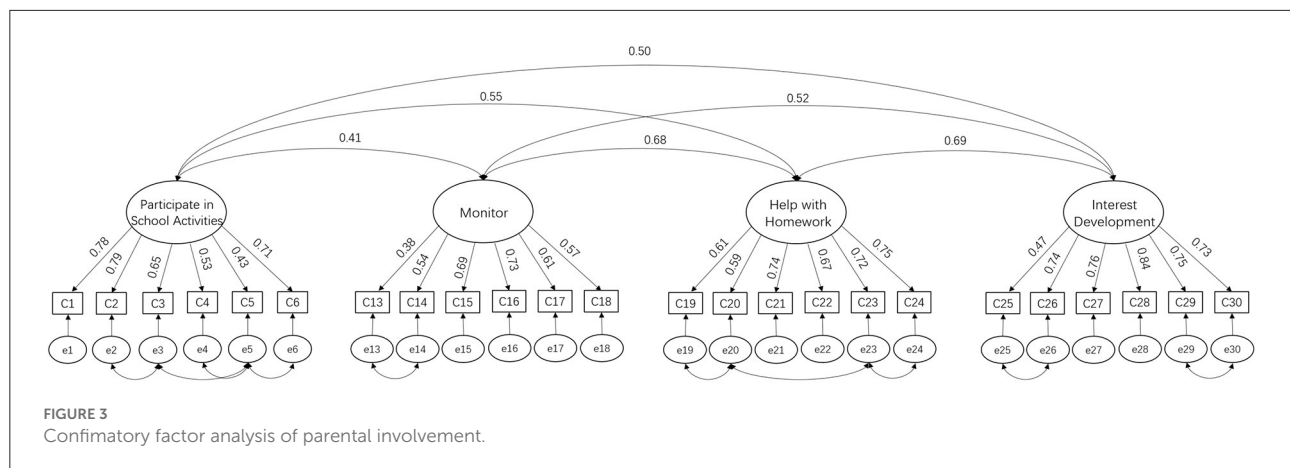 0.50
0.55
0.52
0.41
0.68
0.69
Participate in
School Activities
Monitor
Help with
Homework
Interest
Development
0.78 0.79 0.65 0.53 0.43 0.71 0.38 0.54 0.69 0.73 0.61 0.57 0.61 0.59 0.74 0.67 0.72 0.75 0.47 0.74 0.76 0.84 0.75 0.73
C1 C2 C3 C4 C5 C6 C13 C14 C15 C16 C17 C18 C19 C20 C21 C22 C23 C24 C25 C26 C27 C28 C29 C30
e1 e2 e3 e4 e5 e6 e13 e14 e15 e16 e17 e18 e19 e20 e21 e22 e23 e24 e25 e26 e27 e28 e29 e30
FIGURE 3
Confimatory factor analysis of parental involvement.